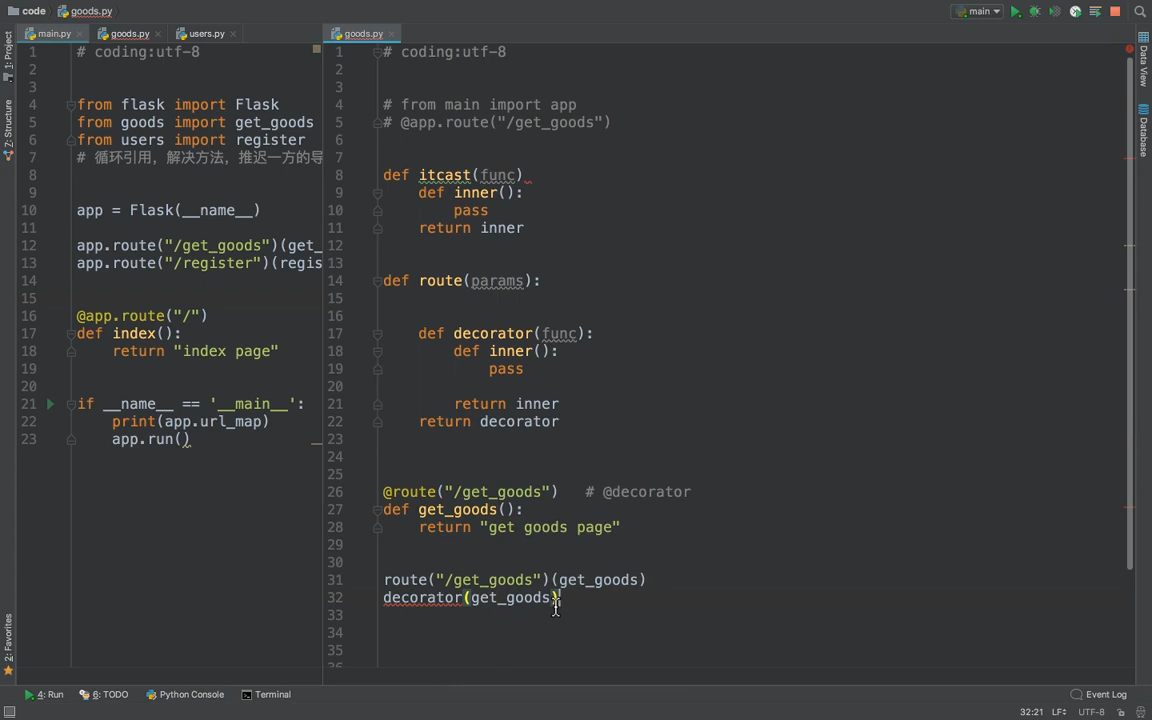 code goods.py
main
main.py goods.py users.py
goods.py
1: Project
Z: Structure
2: Favorites
1 # coding:utf-8
2
3
4 from flask import Flask
5 from goods import get_goods
6 from users import register
7 # 循环引用，解决方法，推迟一方的导
8
9
10 app = Flask(__name__)
11
12 app.route("/get_goods")(get_
13 app.route("/register")(regis
14
15
16 @app.route("/")
17 def index():
18 return "index page"
19
20
21 if __name__ == '__main__':
22 print(app.url_map)
23 app.run()
1 # coding:utf-8
2
3
4 # from main import app
5 # @app.route("/get_goods")
6
7
8 def itcast(func)
9 def inner():
10 pass
11 return inner
12
13
14 def route(params):
15
16
17 def decorator(func):
18 def inner():
19 pass
20
21 return inner
22 return decorator
23
24
25
26 @route("/get_goods") # @decorator
27 def get_goods():
28 return "get goods page"
29
30
31 route("/get_goods")(get_goods)
32 decorator(get_goods)
33
34
35
Data View
Database
4: Run 6: TODO Python Console Terminal Event Log
32:21 LF UTF-8